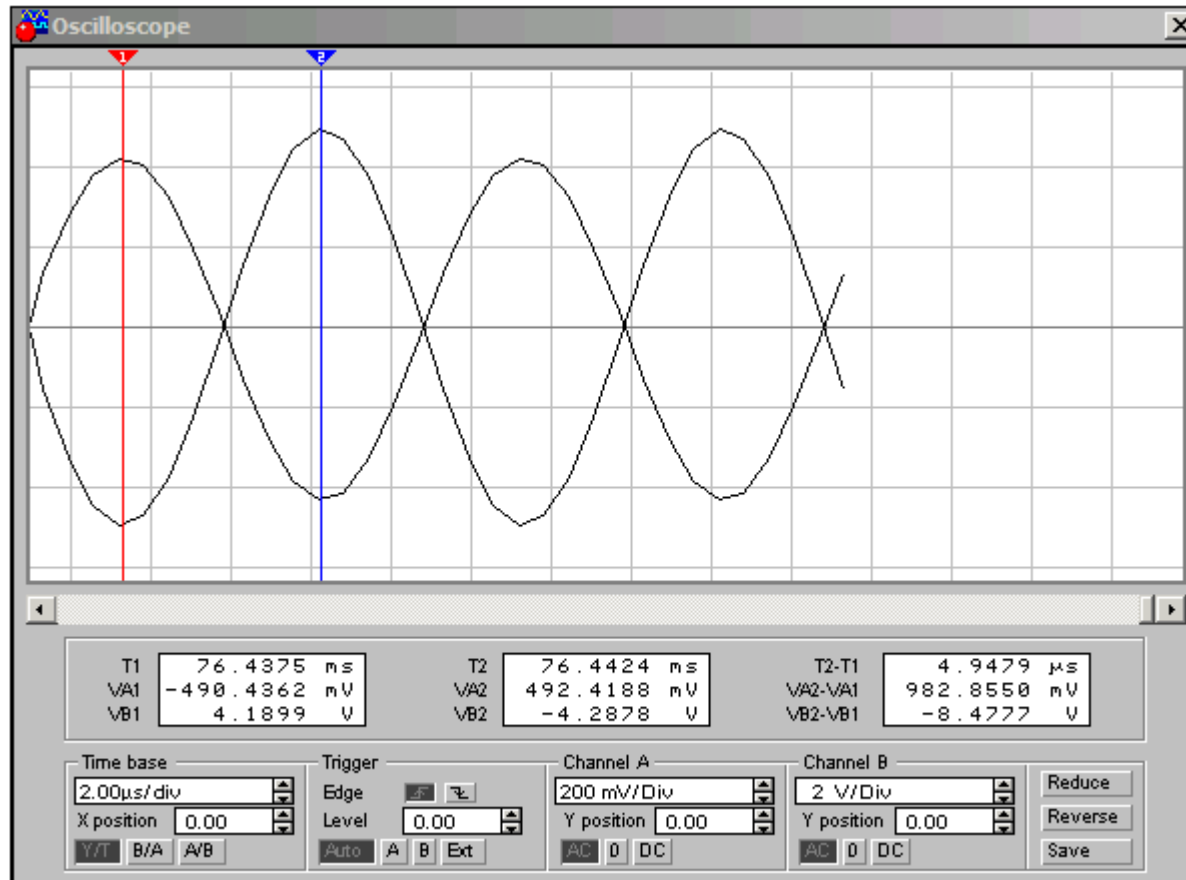 Oscilloscope
1 2
T1 76.4375 ms T2 76.4424 ms T2-T1 4.9479 µs
VA1 -490.4362 mV VA2 492.4188 mV VA2-VA1 982.8550 mV
VB1 4.1899 V VB2 -4.2878 V VB2-VB1 -8.4777 V
Time base Trigger Channel A Channel B
2.00µs/div Edge 200 mV/Div 2 V/Div Reduce
X position 0.00 Level 0.00 Y position 0.00 Y position 0.00 Reverse
Y/T B/A A/B Auto A B Ext AC 0 DC AC 0 DC Save